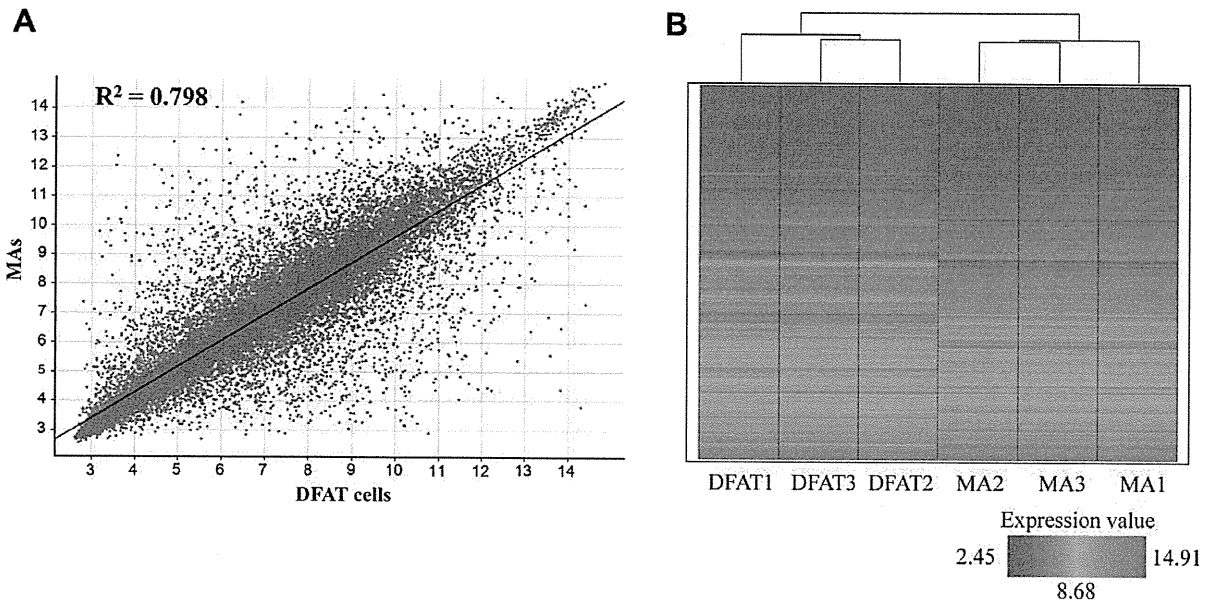 A
R² = 0.798
MAs
14
13
12
11
10
9
8
7
6
5
4
3
3 4 5 6 7 8 9 10 11 12 13 14
DFAT cells
B
DFAT1 DFAT3 DFAT2 MA2 MA3 MA1
Expression value
2.45 14.91
8.68